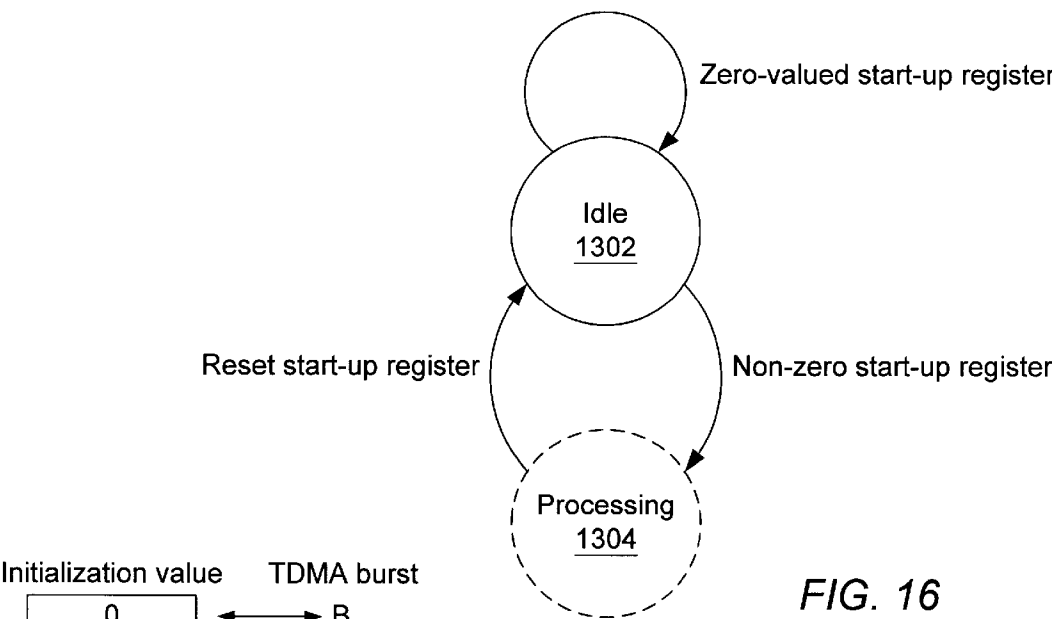 Zero-valued start-up register
Idle
1302
Reset start-up register
Non-zero start-up register
Processing
1304
Initialization value TDMA burst
0 B
FIG. 16